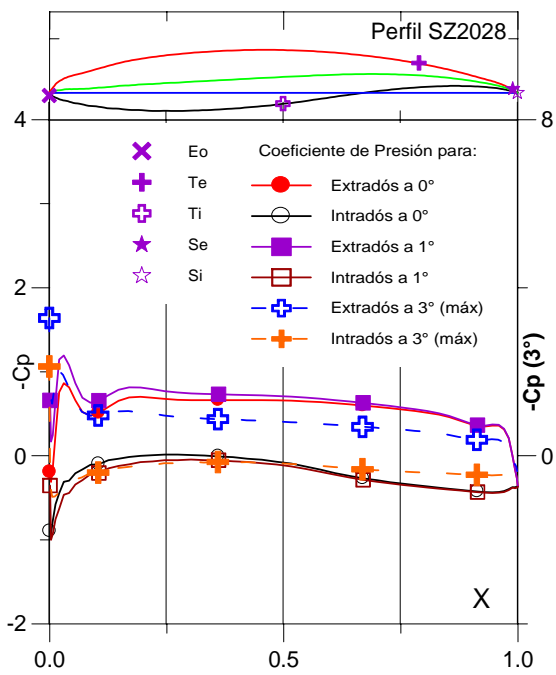 Perfil SZ2028
4
8
Eo
Te
Ti
Se
Si
Coeficiente de Presión para:
Extradós a 0°
Intradós a 0°
Extradós a 1°
Intradós a 1°
Extradós a 3° (máx)
Intradós a 3° (máx)
2
-Cp
-Cp (3°)
0
0
X
-2
-2
0.0
0.5
1.0